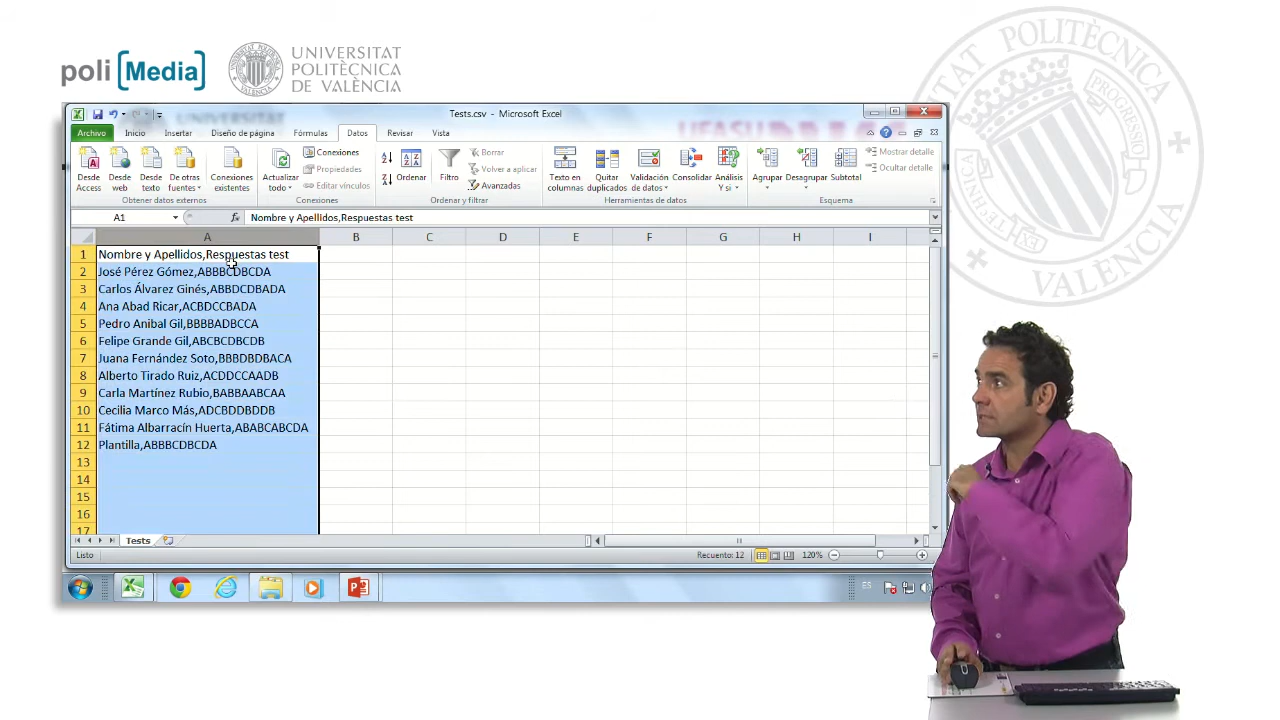 poli [Media]
UNIVERSITAT
POLITÈCNICA
DE VALÈNCIA
Tests.csv - Microsoft Excel
Archivo Inicio Insertar Diseño de página Fórmulas Datos Revisar Vista
Desde Access
Desde web
Desde texto
De otras fuentes
Conexiones existentes
Obtener datos externos
Actualizar todo
Conexiones
Propiedades
Editar vínculos
Conexiones
Ordenar
Filtro
Borrar
Volver a aplicar
Avanzadas
Ordenar y filtrar
Texto en columnas
Quitar duplicados
Validación de datos
Consolidar
Análisis Y si
Herramientas de datos
Agrupar
Desagrupar
Subtotal
Mostrar detalle
Ocultar detalle
Esquema
A1 fx Nombre y Apellidos,Respuestas test
A B C D E F G H I
1 Nombre y Apellidos,Respuestas test
2 José Pérez Gómez,ABBBCDBCDA
3 Carlos Álvarez Ginés,ABBDCDBADA
4 Ana Abad Ricar,ACBDCCBADA
5 Pedro Anibal Gil,BBBBADBCCA
6 Felipe Grande Gil,ABCBCDBCDB
7 Juana Fernández Soto,BBBDBDBACA
8 Alberto Tirado Ruiz,ACDDCCAADB
9 Carla Martínez Rubio,BABBAABCAA
10 Cecilia Marco Más,ADCBDDBDDB
11 Fátima Albarracín Huerta,ABABCABCDA
12 Plantilla,ABBBCDBCDA
13
14
15
16
17
Tests
Listo Recuento: 12 120%
ES